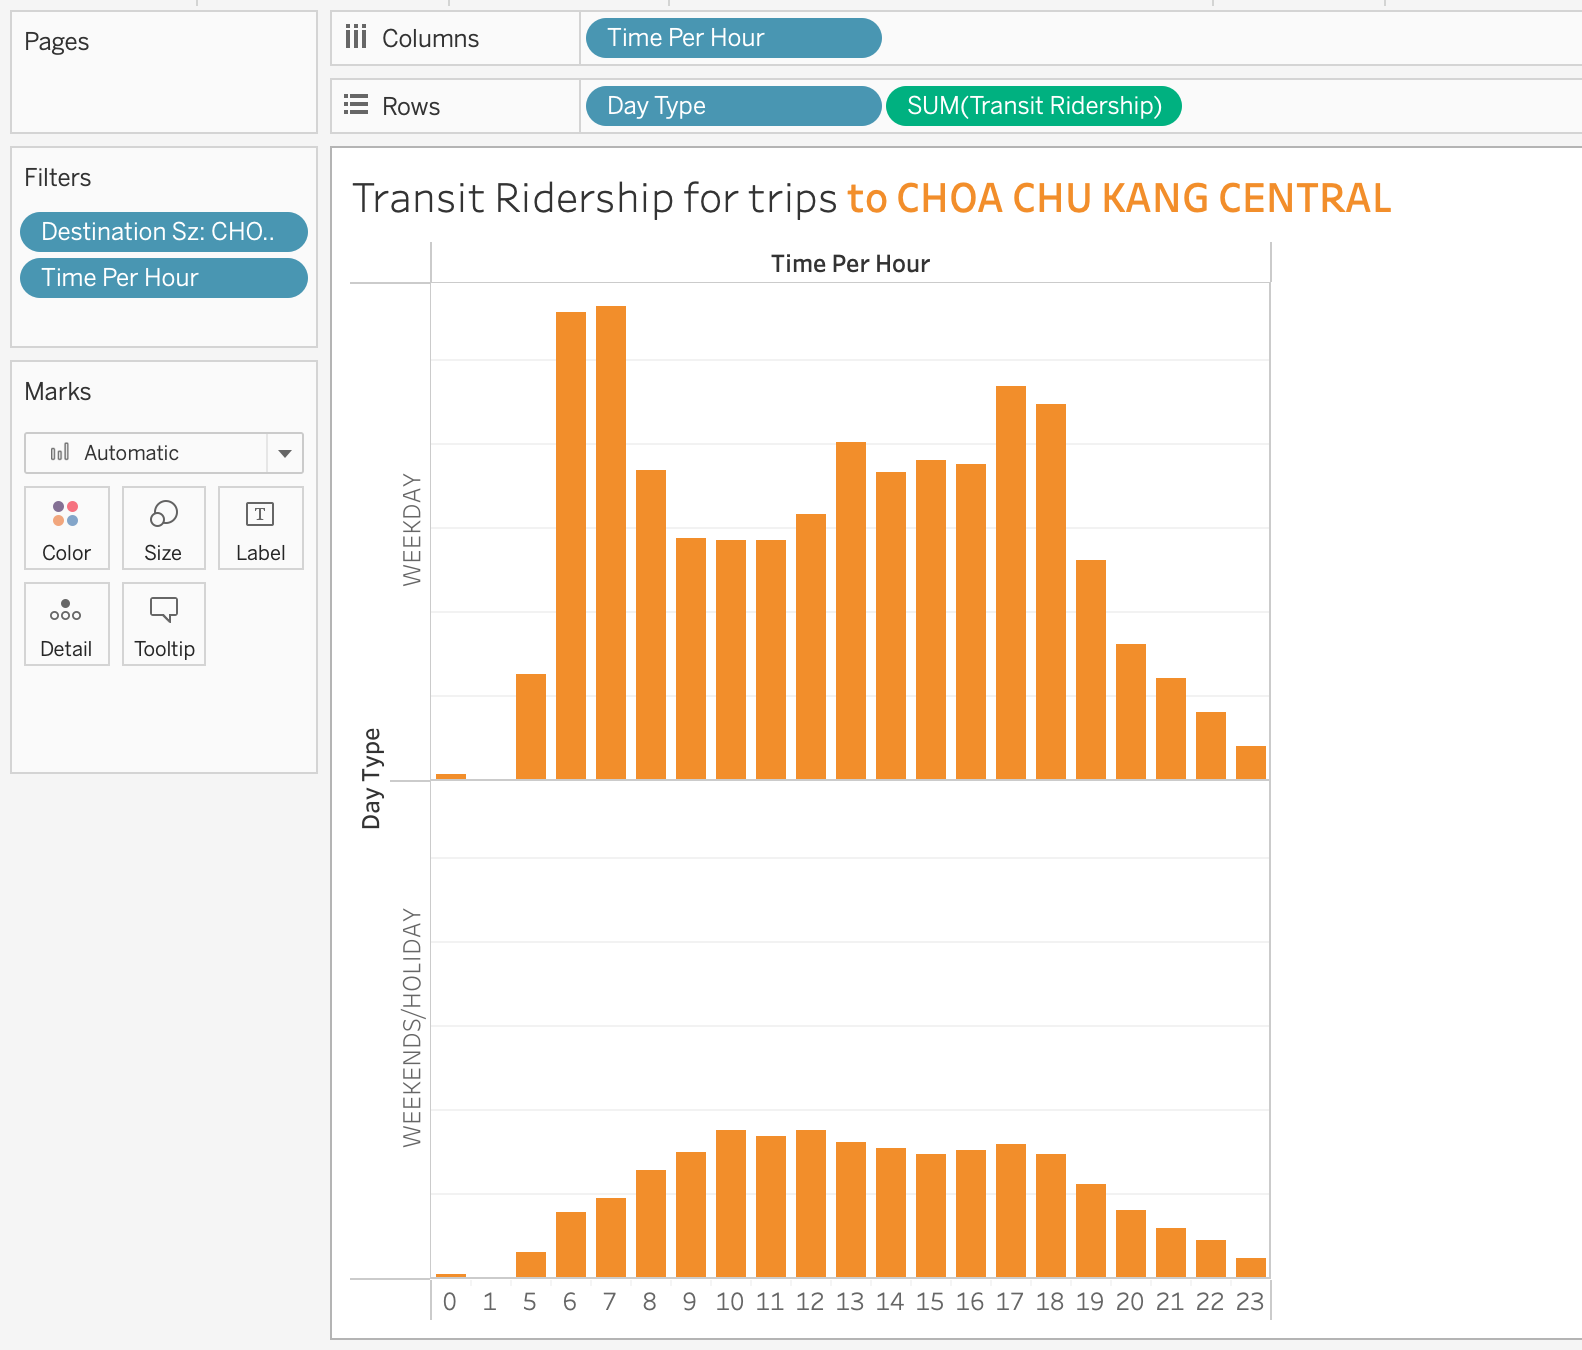 Pages
Columns
Time Per Hour
Rows
Day Type
SUM(Transit Ridership)
Filters
Destination Sz: CHO..
Time Per Hour
Marks
Automatic
Color
Size
T
Label
Detail
Tooltip
Transit Ridership for trips to CHOA CHU KANG CENTRAL
Time Per Hour
Day Type
WEEKDAY
WEEKENDS/HOLIDAY
0 1 5 6 7 8 9 10 11 12 13 14 15 16 17 18 19 20 21 22 23